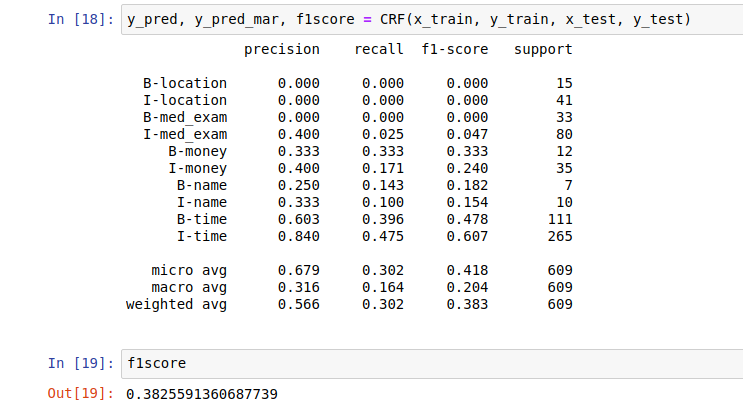 In [18]: y_pred, y_pred_mar, f1score = CRF(x_train, y_train, x_test, y_test)
precision recall f1-score support
B-location 0.000 0.000 0.000 15
I-location 0.000 0.000 0.000 41
B-med_exam 0.000 0.000 0.000 33
I-med_exam 0.400 0.025 0.047 80
B-money 0.333 0.333 0.333 12
I-money 0.400 0.171 0.240 35
B-name 0.250 0.143 0.182 7
I-name 0.333 0.100 0.154 10
B-time 0.603 0.396 0.478 111
I-time 0.840 0.475 0.607 265
micro avg 0.679 0.302 0.418 609
macro avg 0.316 0.164 0.204 609
weighted avg 0.566 0.302 0.383 609
In [19]: f1score
Out[19]: 0.3825591360687739